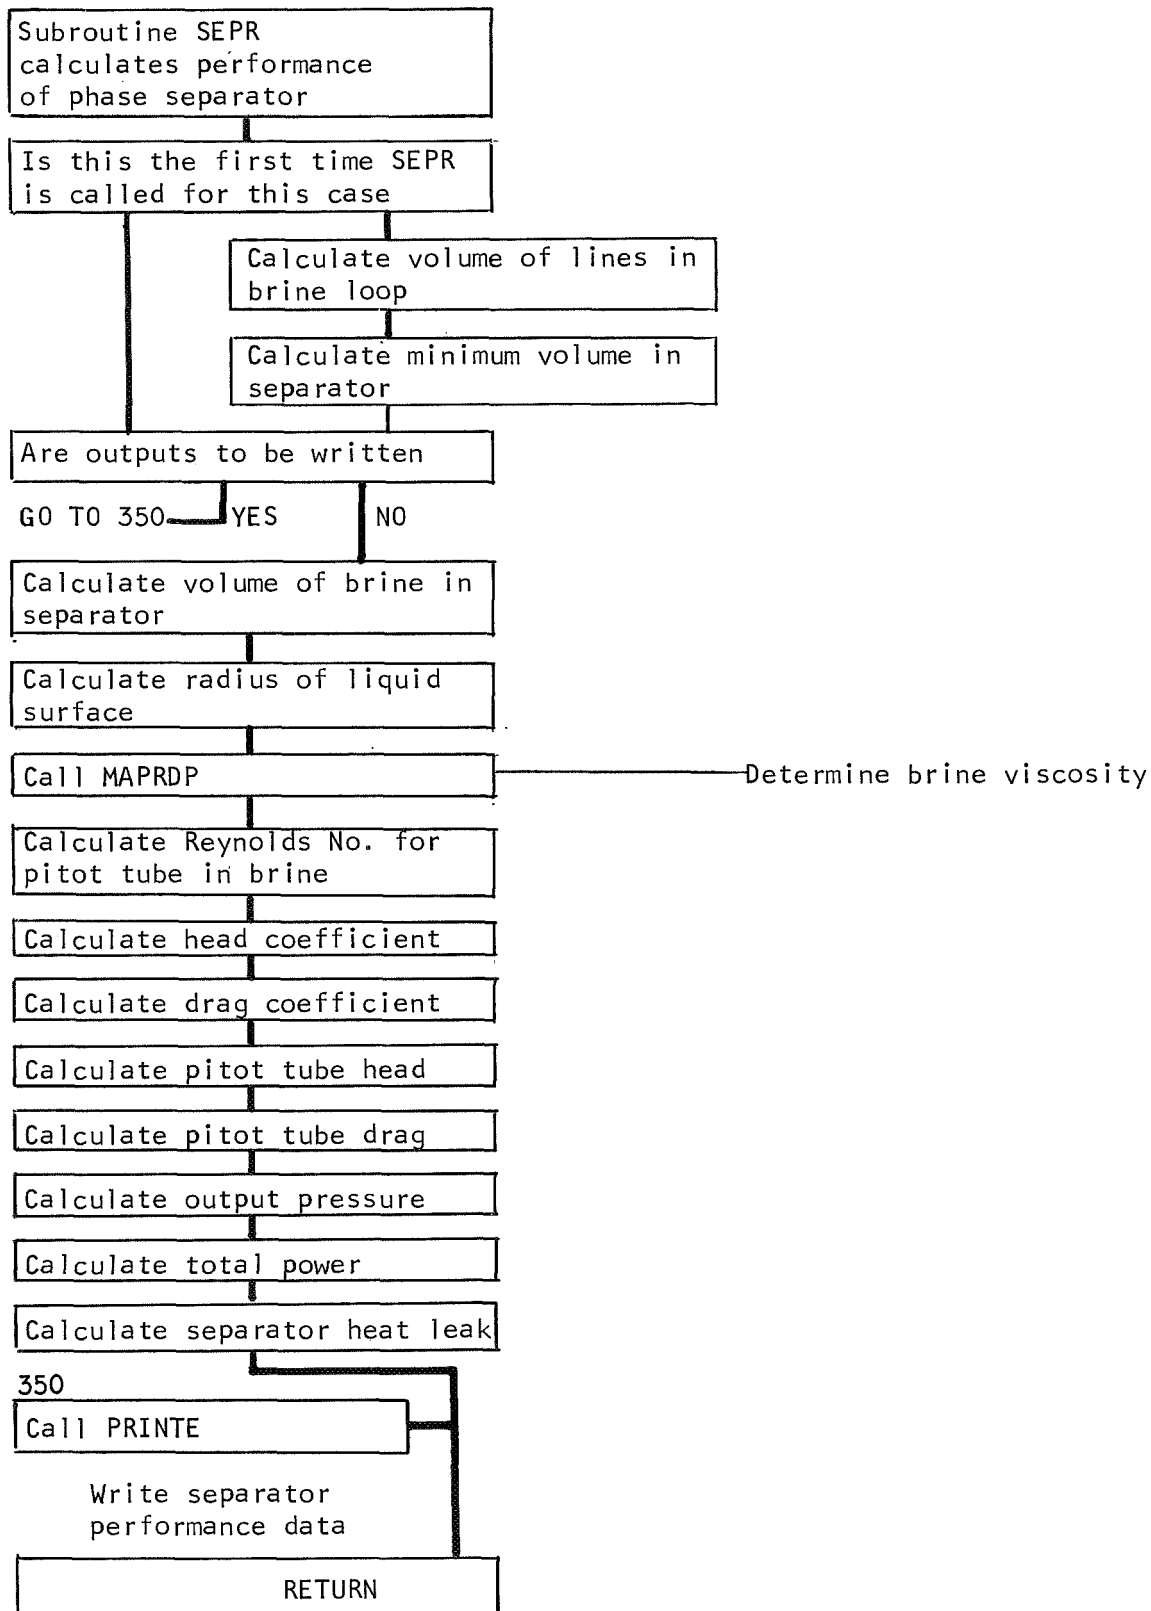 Subroutine SEPR
calculates performance
of phase separator
Is this the first time SEPR
is called for this case
Calculate volume of lines in
brine loop
Calculate minimum volume in
separator
Are outputs to be written
GO TO 350 YES NO
Calculate volume of brine in
separator
Calculate radius of liquid
surface
Call MAPRDP Determine brine viscosity
Calculate Reynolds No. for
pitot tube in brine
Calculate head coefficient
Calculate drag coefficient
Calculate pitot tube head
Calculate pitot tube drag
Calculate output pressure
Calculate total power
Calculate separator heat leak
350
Call PRINTE
Write separator
performance data
RETURN